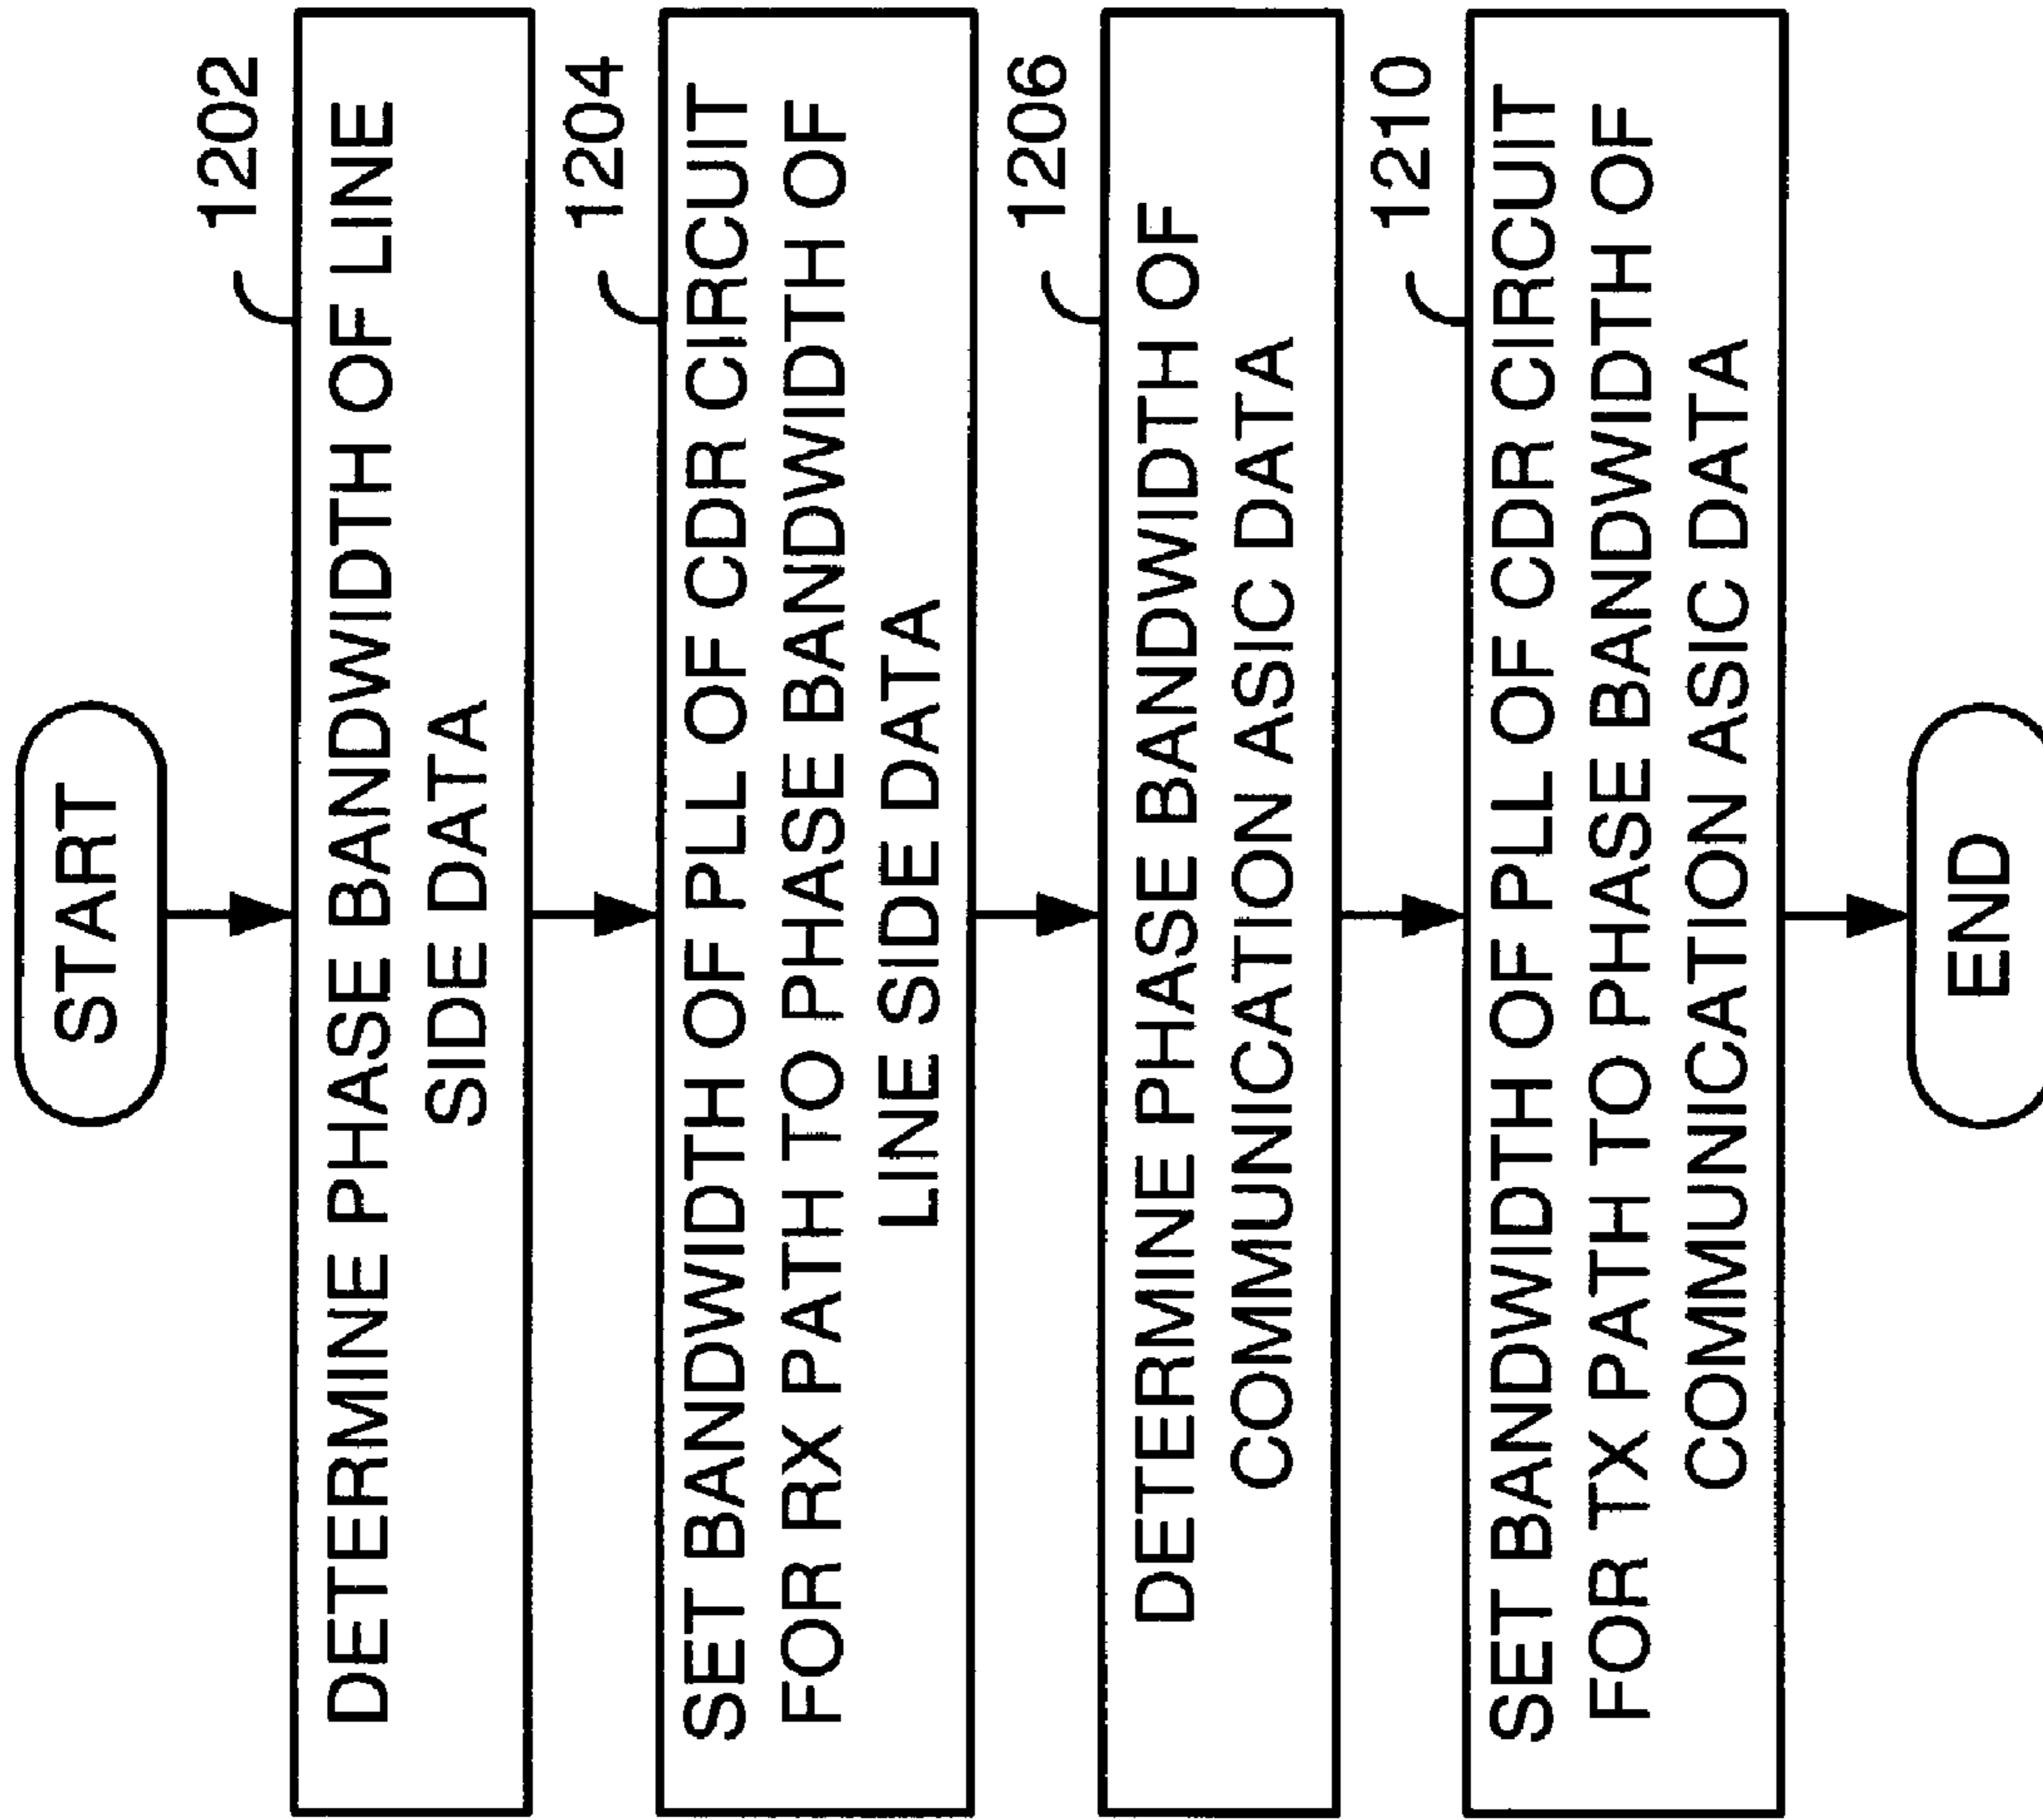 START
1202
DETERMINE PHASE BANDWIDTH OF LINE
SIDE DATA
1204
SET BANDWIDTH OF PLL OF CDR CIRCUIT
FOR RX PATH TO PHASE BANDWIDTH OF
LINE SIDE DATA
1206
DETERMINE PHASE BANDWIDTH OF
COMMUNICATION ASIC DATA
1210
SET BANDWIDTH OF PLL OF CDR CIRCUIT
FOR TX PATH TO PHASE BANDWIDTH OF
COMMUNICATION ASIC DATA
END